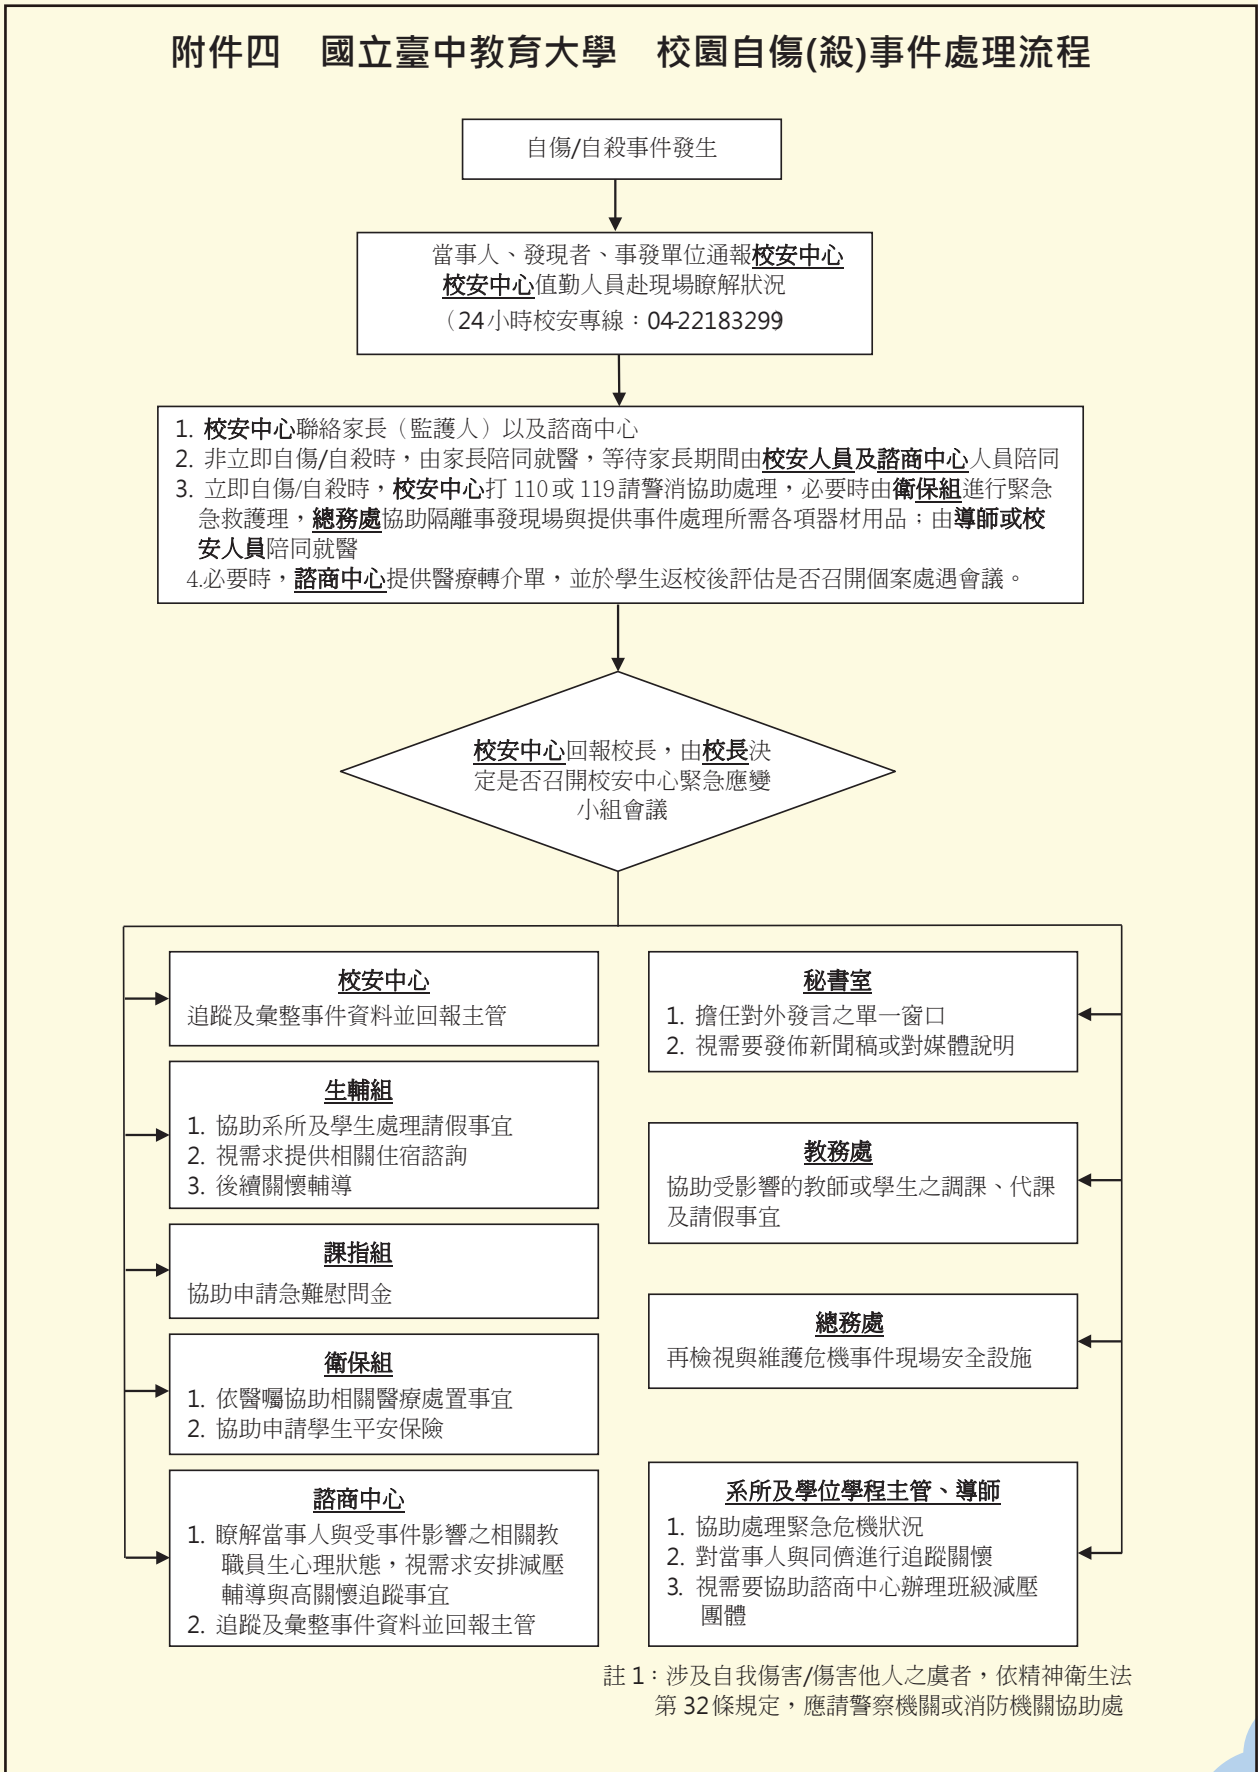 附件四　國立臺中教育大學　校園自傷(殺)事件處理流程
自傷/自殺事件發生
當事人、發現者、事發單位通報校安中心
校安中心值勤人員赴現場瞭解狀況
（24小時校安專線：04-22183299）
1. 校安中心聯絡家長（監護人）以及諮商中心
2. 非立即自傷/自殺時，由家長陪同就醫，等待家長期間由校安人員及諮商中心人員陪同
3. 立即自傷/自殺時，校安中心打 110 或 119 請警消協助處理，必要時由衛保組進行緊急
急救護理，總務處協助隔離事發現場與提供事件處理所需各項器材用品；由導師或校
安人員陪同就醫
4.必要時，諮商中心提供醫療轉介單，並於學生返校後評估是否召開個案處遇會議。
校安中心回報校長，由校長決
定是否召開校安中心緊急應變
小組會議
校安中心
追蹤及彙整事件資料並回報主管
生輔組
1. 協助系所及學生處理請假事宜
2. 視需求提供相關住宿諮詢
3. 後續關懷輔導
課指組
協助申請急難慰問金
衛保組
1. 依醫囑協助相關醫療處置事宜
2. 協助申請學生平安保險
諮商中心
1. 瞭解當事人與受事件影響之相關教
職員生心理狀態，視需求安排減壓
輔導與高關懷追蹤事宜
2. 追蹤及彙整事件資料並回報主管
秘書室
1. 擔任對外發言之單一窗口
2. 視需要發佈新聞稿或對媒體說明
教務處
協助受影響的教師或學生之調課、代課
及請假事宜
總務處
再檢視與維護危機事件現場安全設施
系所及學位學程主管、導師
1. 協助處理緊急危機狀況
2. 對當事人與同儕進行追蹤關懷
3. 視需要協助諮商中心辦理班級減壓
團體
註 1：涉及自我傷害/傷害他人之虞者，依精神衛生法
第 32條規定，應請警察機關或消防機關協助處